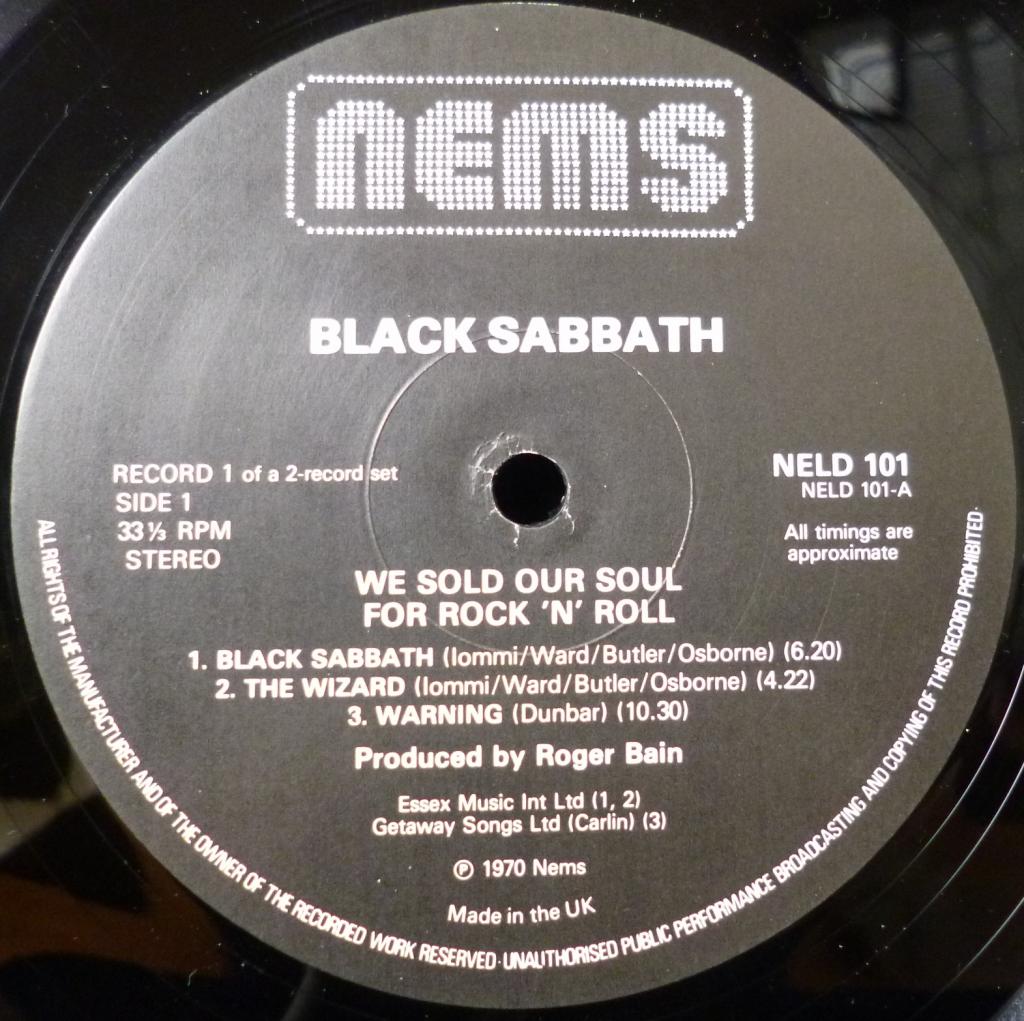 nems
BLACK SABBATH
RECORD 1 of a 2-record set
SIDE 1
33⅓ RPM
STEREO
NELD 101
NELD 101-A
All timings are
approximate
WE SOLD OUR SOUL
FOR ROCK 'N' ROLL
1. BLACK SABBATH (Iommi/Ward/Butler/Osborne) (6.20)
2. THE WIZARD (Iommi/Ward/Butler/Osborne) (4.22)
3. WARNING (Dunbar) (10.30)
Produced by Roger Bain
Essex Music Int Ltd (1, 2)
Getaway Songs Ltd (Carlin) (3)
℗ 1970 Nems
Made in the UK
ALL RIGHTS OF THE MANUFACTURER AND OF THE OWNER OF THE RECORDED WORK RESERVED· UNAUTHORISED PUBLIC PERFORMANCE BROADCASTING AND COPYING OF THIS RECORD PROHIBITED·